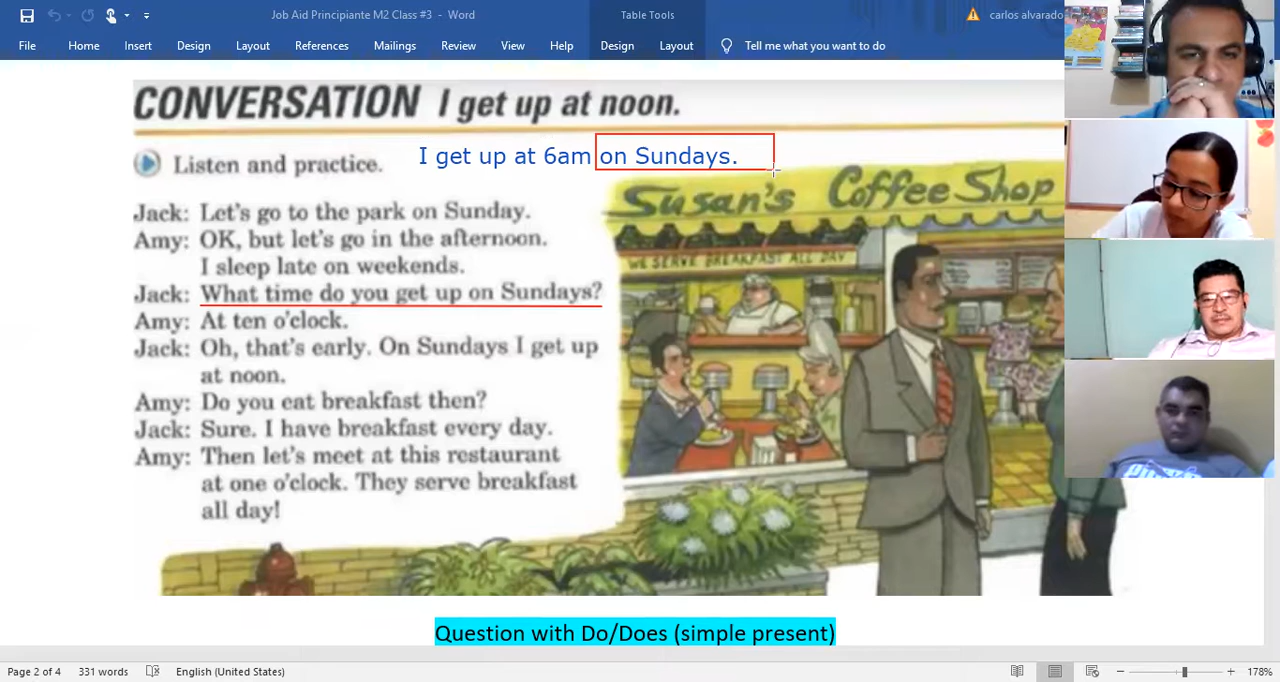 Job Aid Principiante M2 Class #3 - Word
Table Tools
carlos alvarado
File Home Insert Design Layout References Mailings Review View Help Design Layout Tell me what you want to do
CONVERSATION I get up at noon.
I get up at 6am on Sundays.
Listen and practice.
Jack: Let's go to the park on Sunday.
Amy: OK, but let's go in the afternoon.
I sleep late on weekends.
Jack: What time do you get up on Sundays?
Amy: At ten o'clock.
Jack: Oh, that's early. On Sundays I get up
at noon.
Amy: Do you eat breakfast then?
Jack: Sure. I have breakfast every day.
Amy: Then let's meet at this restaurant
at one o'clock. They serve breakfast
all day!
Susan's Coffee Shop
WE SERVE BREAKFAST ALL DAY
Question with Do/Does (simple present)
Page 2 of 4 331 words English (United States) 178%